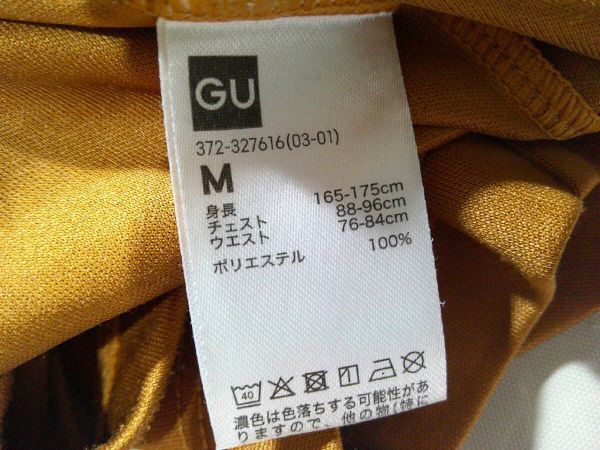 GU
372-327616(03-01)
M
身長 165-175cm
チェスト 88-96cm
ウエスト 76-84cm
ポリエステル 100%
40
濃色は色落ちする可能性があ
りますので、他の物(特に